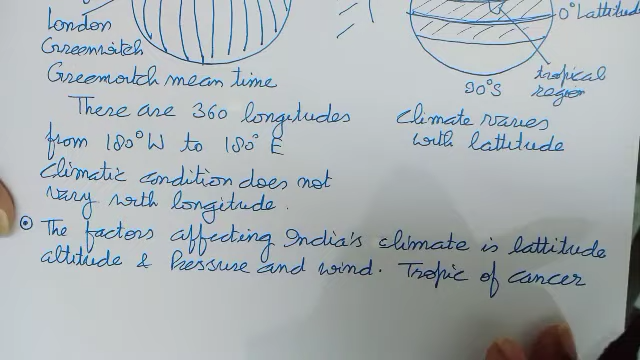 London
Greenwitch
Greenwitch mean time
There are 360 longitudes
from 180°W to 180° E
climatic condition does not
vary with longitude.
0° Lattitude
tropical
region
90°S
climate varies
with lattitude
The factors affecting India's climate is lattitude
altitude & Pressure and wind. Tropic of cancer